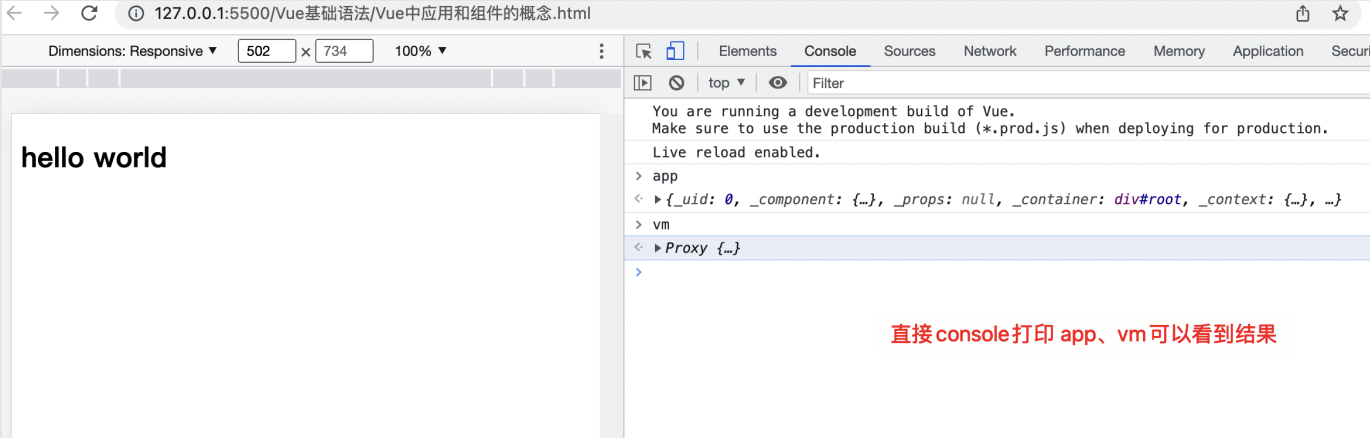 127.0.0.1:5500/Vue基础语法/Vue中应用和组件的概念.html
Dimensions: Responsive ▼ 502 × 734 100% ▼
Elements Console Sources Network Performance Memory Application Securi
top ▼ Filter
You are running a development build of Vue.
Make sure to use the production build (*.prod.js) when deploying for production.
Live reload enabled.
hello world
> app
{_uid: 0, _component: {…}, _props: null, _container: div#root, _context: {…}, …}
> vm
Proxy {…}
>
直接console打印 app、vm可以看到结果